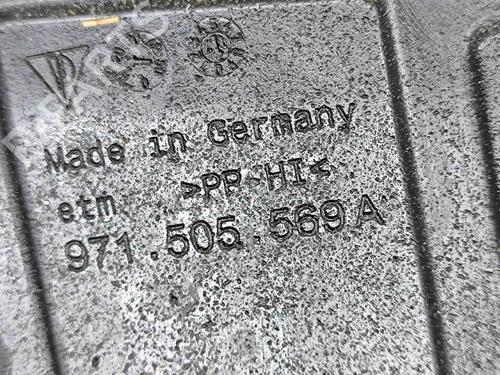 Made in Germany
etm >PP-HI<
971.505.569 A